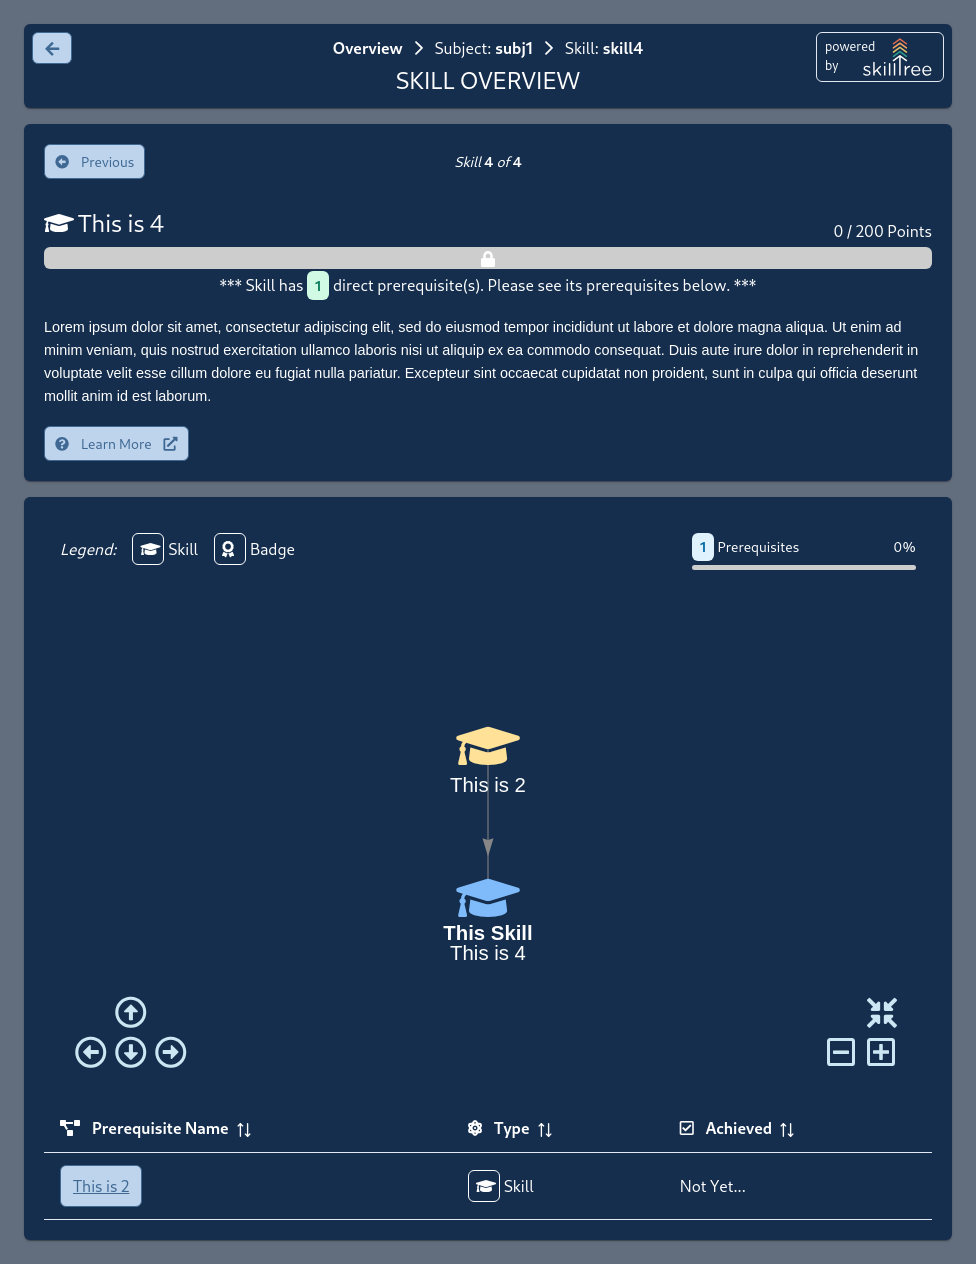 Overview > Subject: subj1 > Skill: skill4
SKILL OVERVIEW
powered by skilltree
Previous
Skill 4 of 4
This is 4
0 / 200 Points
*** Skill has 1 direct prerequisite(s). Please see its prerequisites below. ***
Lorem ipsum dolor sit amet, consectetur adipiscing elit, sed do eiusmod tempor incididunt ut labore et dolore magna aliqua. Ut enim ad
minim veniam, quis nostrud exercitation ullamco laboris nisi ut aliquip ex ea commodo consequat. Duis aute irure dolor in reprehenderit in
voluptate velit esse cillum dolore eu fugiat nulla pariatur. Excepteur sint occaecat cupidatat non proident, sunt in culpa qui officia deserunt
mollit anim id est laborum.
Learn More
Legend: Skill Badge
1 Prerequisites 0%
This is 2
This Skill
This is 4
Prerequisite Name Type Achieved
This is 2 Skill Not Yet...